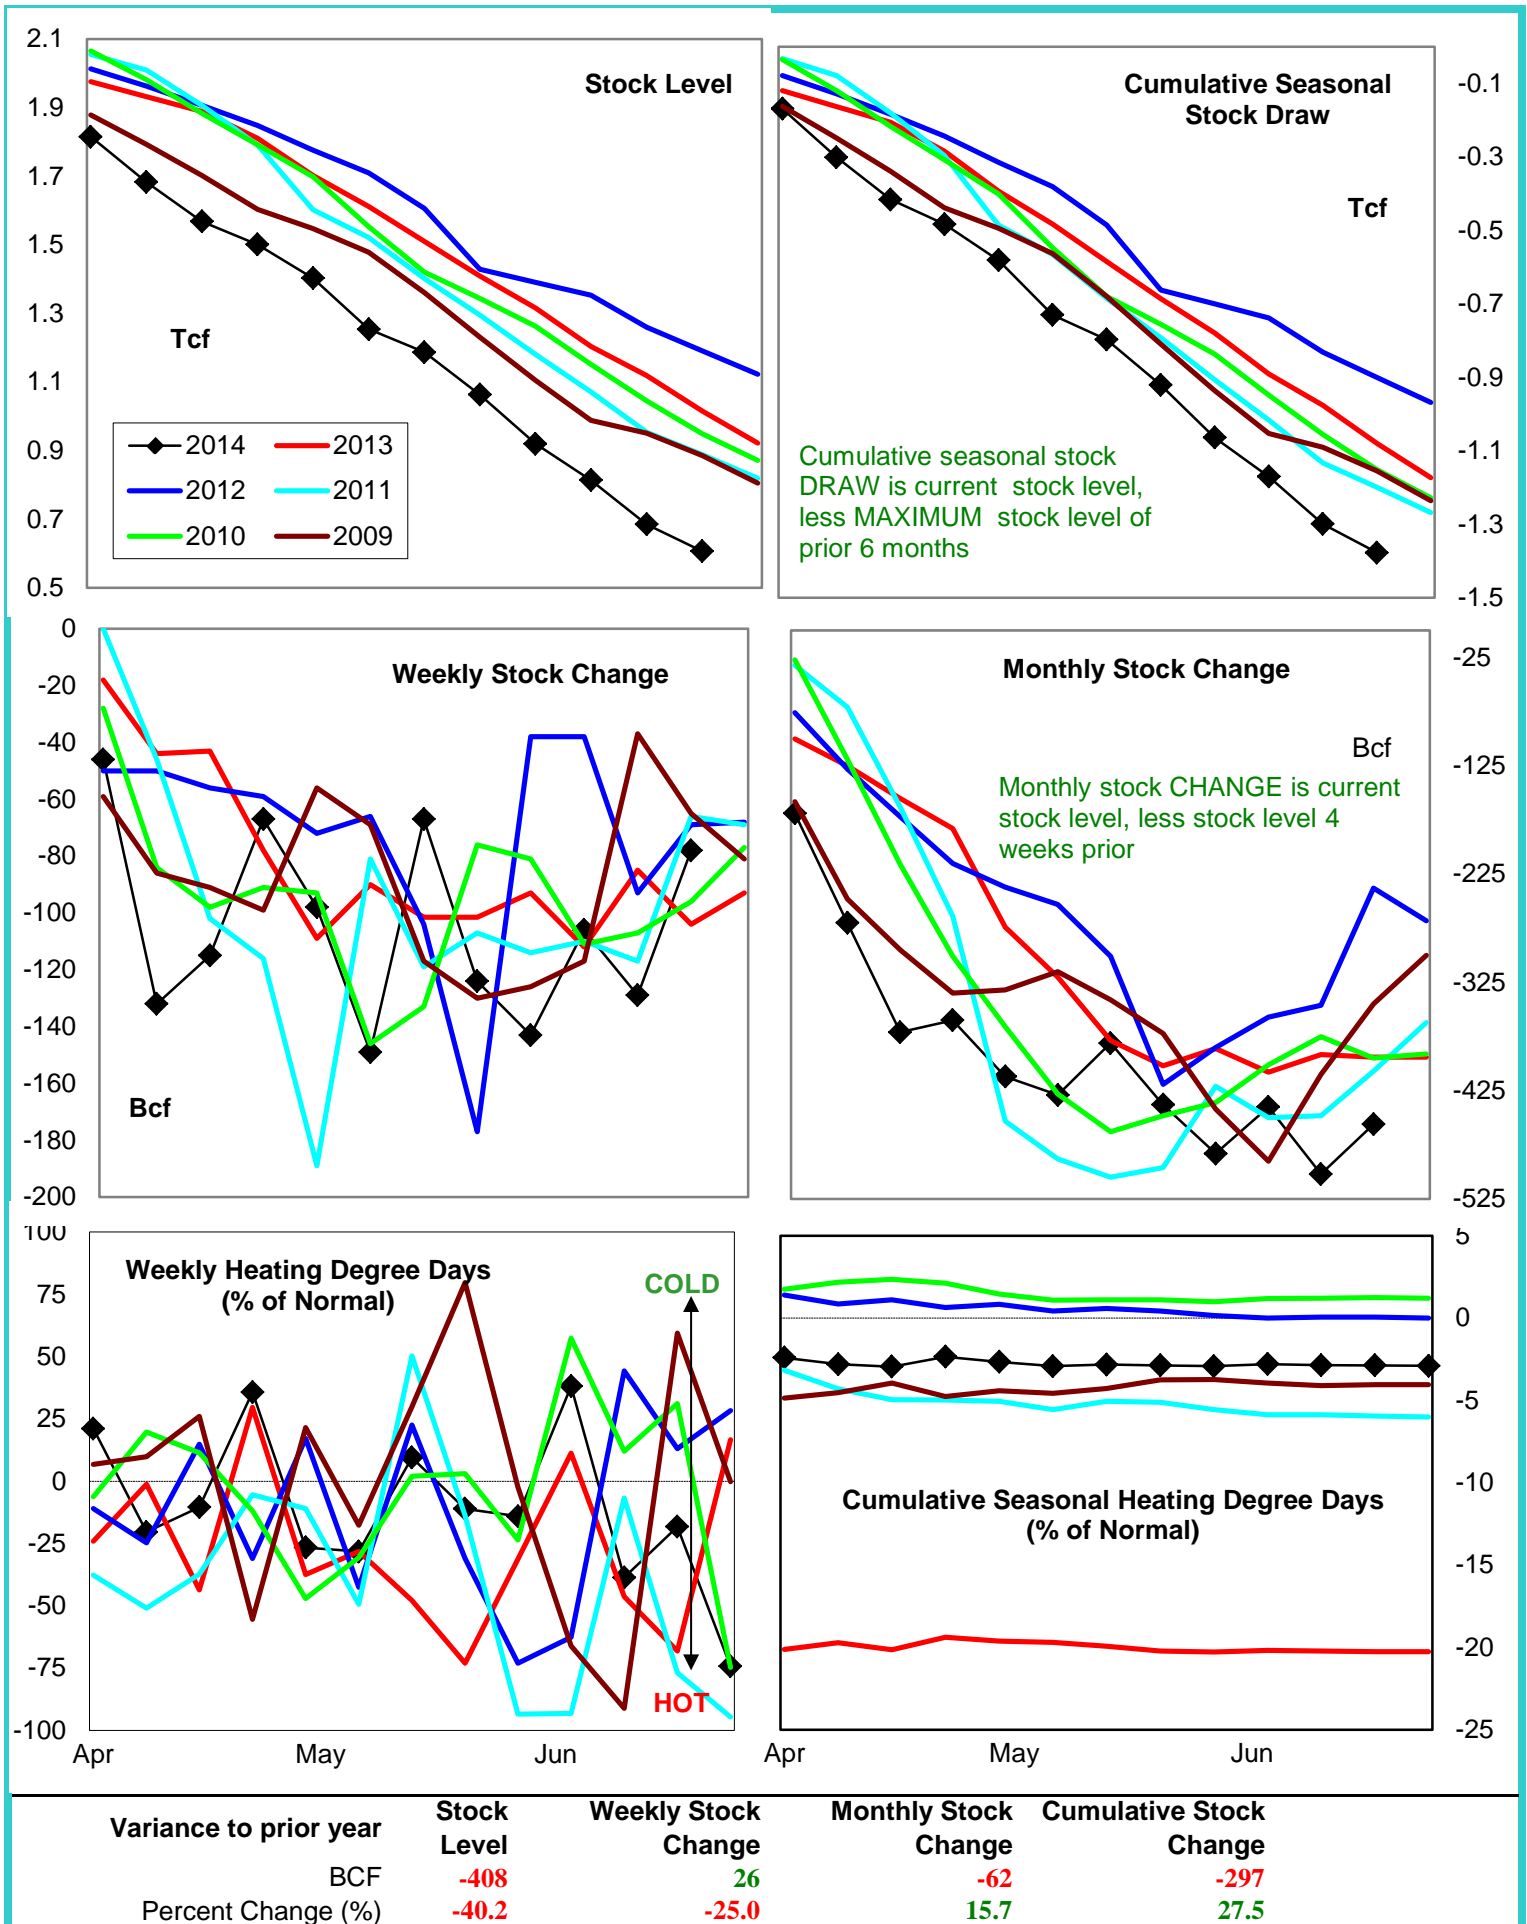 2.1
1.9
1.7
1.5
1.3
1.1
0.9
0.7
0.5
Stock Level
Tcf
2014
2013
2012
2011
2010
2009
Cumulative Seasonal
Stock Draw
Tcf
Cumulative seasonal stock
DRAW is current stock level,
less MAXIMUM stock level of
prior 6 months
-0.1
-0.3
-0.5
-0.7
-0.9
-1.1
-1.3
-1.5
0
-20
-40
-60
-80
-100
-120
-140
-160
-180
-200
Weekly Stock Change
Bcf
Monthly Stock Change
Bcf
Monthly stock CHANGE is current
stock level, less stock level 4
weeks prior
-25
-125
-225
-325
-425
-525
100
75
50
25
0
-25
-50
-75
-100
Weekly Heating Degree Days
(% of Normal)
COLD
HOT
Apr
May
Jun
5
0
-5
-10
-15
-20
-25
Cumulative Seasonal Heating Degree Days
(% of Normal)
Apr
May
Jun
Variance to prior year
Stock
Level
Weekly Stock
Change
Monthly Stock
Change
Cumulative Stock
Change
BCF -408 26 -62 -297
Percent Change (%) -40.2 -25.0 15.7 27.5